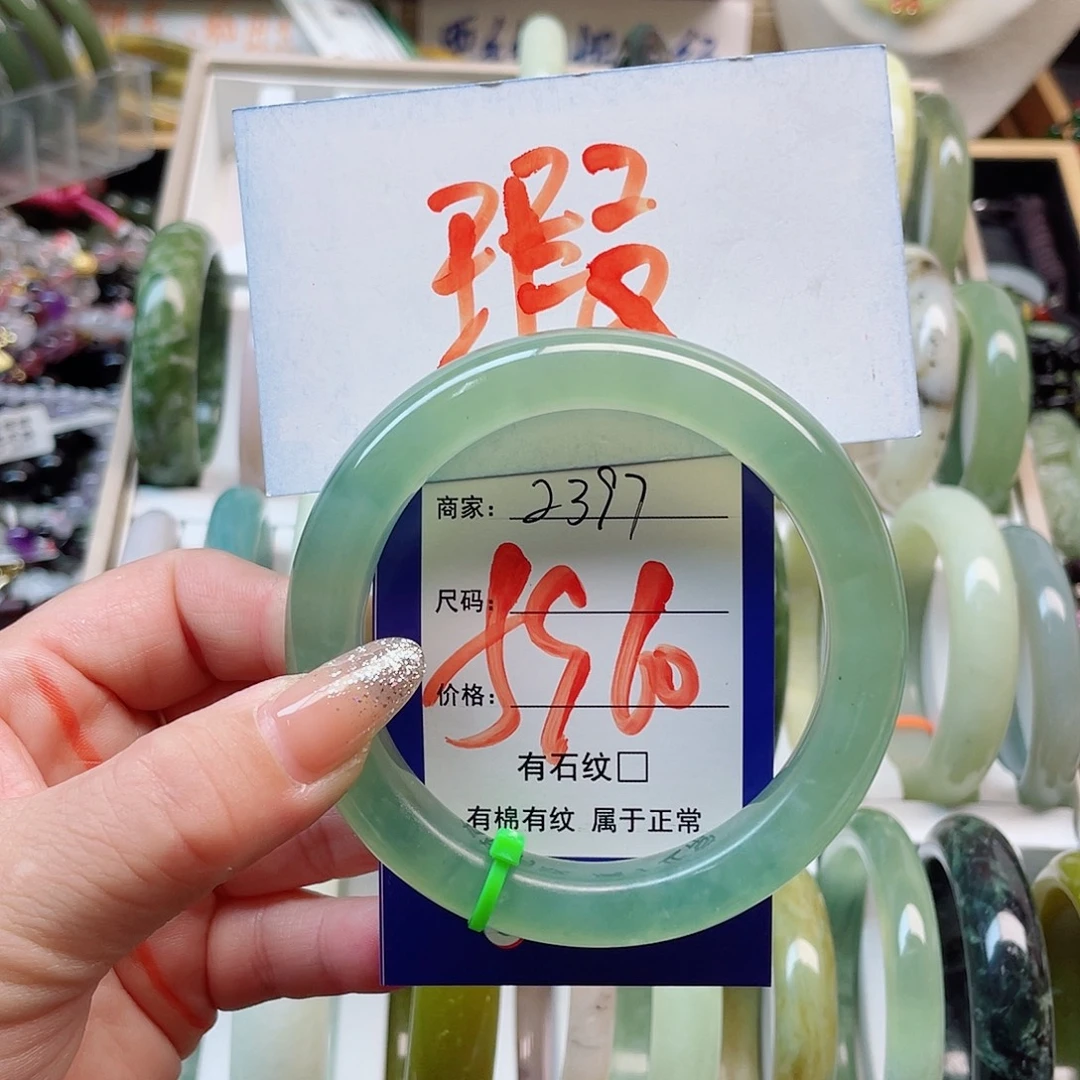 瑕
商家: 2397
尺码:
价格:
5960
有石纹□
有棉有纹 属于正常